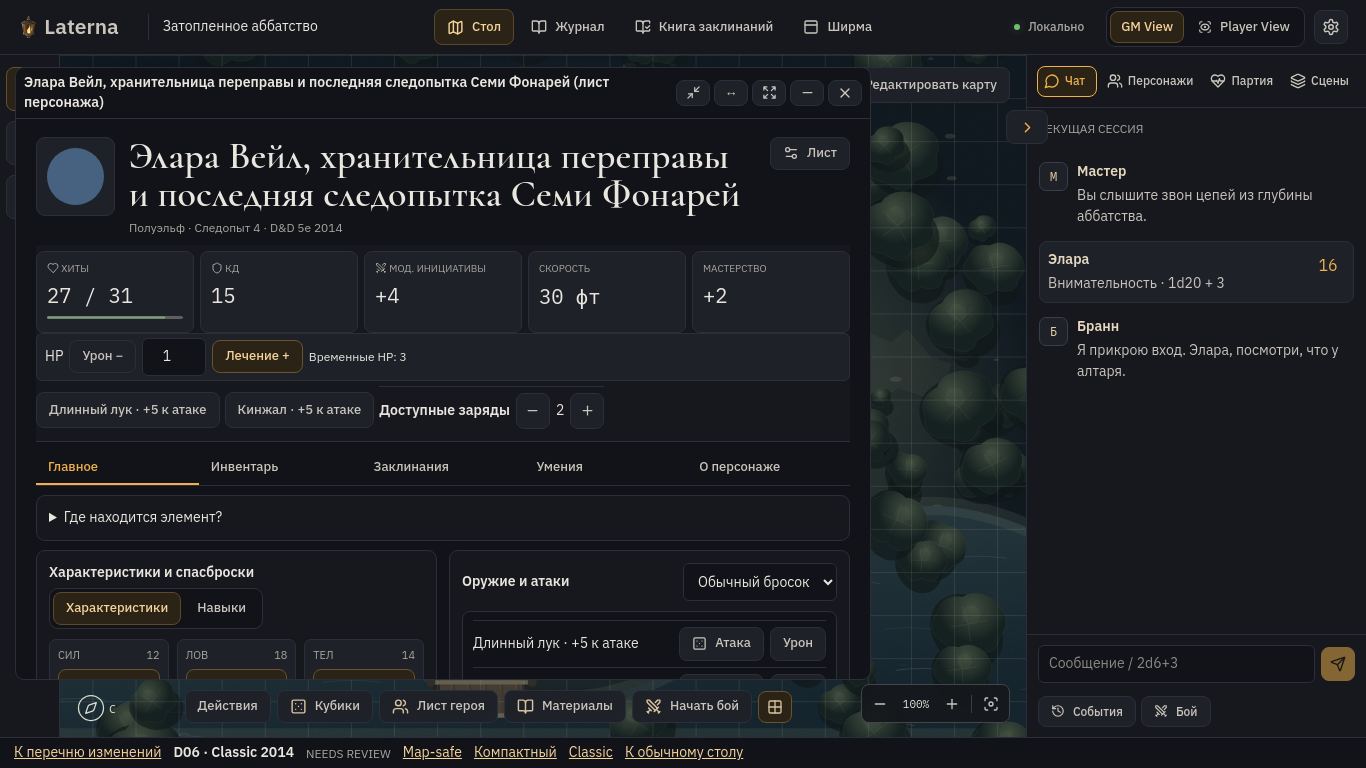 Laterna
Затопленное аббатство
Стол
Журнал
Книга заклинаний
Ширма
Локально
GM View
Player View
Элара Вейл, хранительница переправы и последняя следопытка Семи Фонарей (лист
персонажа)
↔
Редактировать карту
Чат
Персонажи
Партия
Сцены
Элара Вейл, хранительница переправы
и последняя следопытка Семи Фонарей
Полуэльф · Следопыт 4 · D&D 5e 2014
Лист
ЕКУЩАЯ СЕССИЯ
М
Мастер
Вы слышите звон цепей из глубины
аббатства.
Элара
16
Внимательность · 1d20 + 3
Б
Бранн
Я прикрою вход. Элара, посмотри, что у
алтаря.
ХИТЫ
27 / 31
КД
15
МОД. ИНИЦИАТИВЫ
+4
СКОРОСТЬ
30 фт
МАСТЕРСТВО
+2
HP
Урон −
1
Лечение +
Временные HP: 3
Длинный лук · +5 к атаке
Кинжал · +5 к атаке
Доступные заряды
−
2
+
Главное
Инвентарь
Заклинания
Умения
О персонаже
▶ Где находится элемент?
Характеристики и спасброски
Характеристики
Навыки
СИЛ 12
ЛОВ 18
ТЕЛ 14
Оружие и атаки
Обычный бросок
Длинный лук · +5 к атаке
Атака
Урон
С
Действия
Кубики
Лист героя
Материалы
Начать бой
100%
Сообщение / 2d6+3
События
Бой
К перечню изменений
D06 · Classic 2014
NEEDS REVIEW
Map-safe
Компактный
Classic
К обычному столу